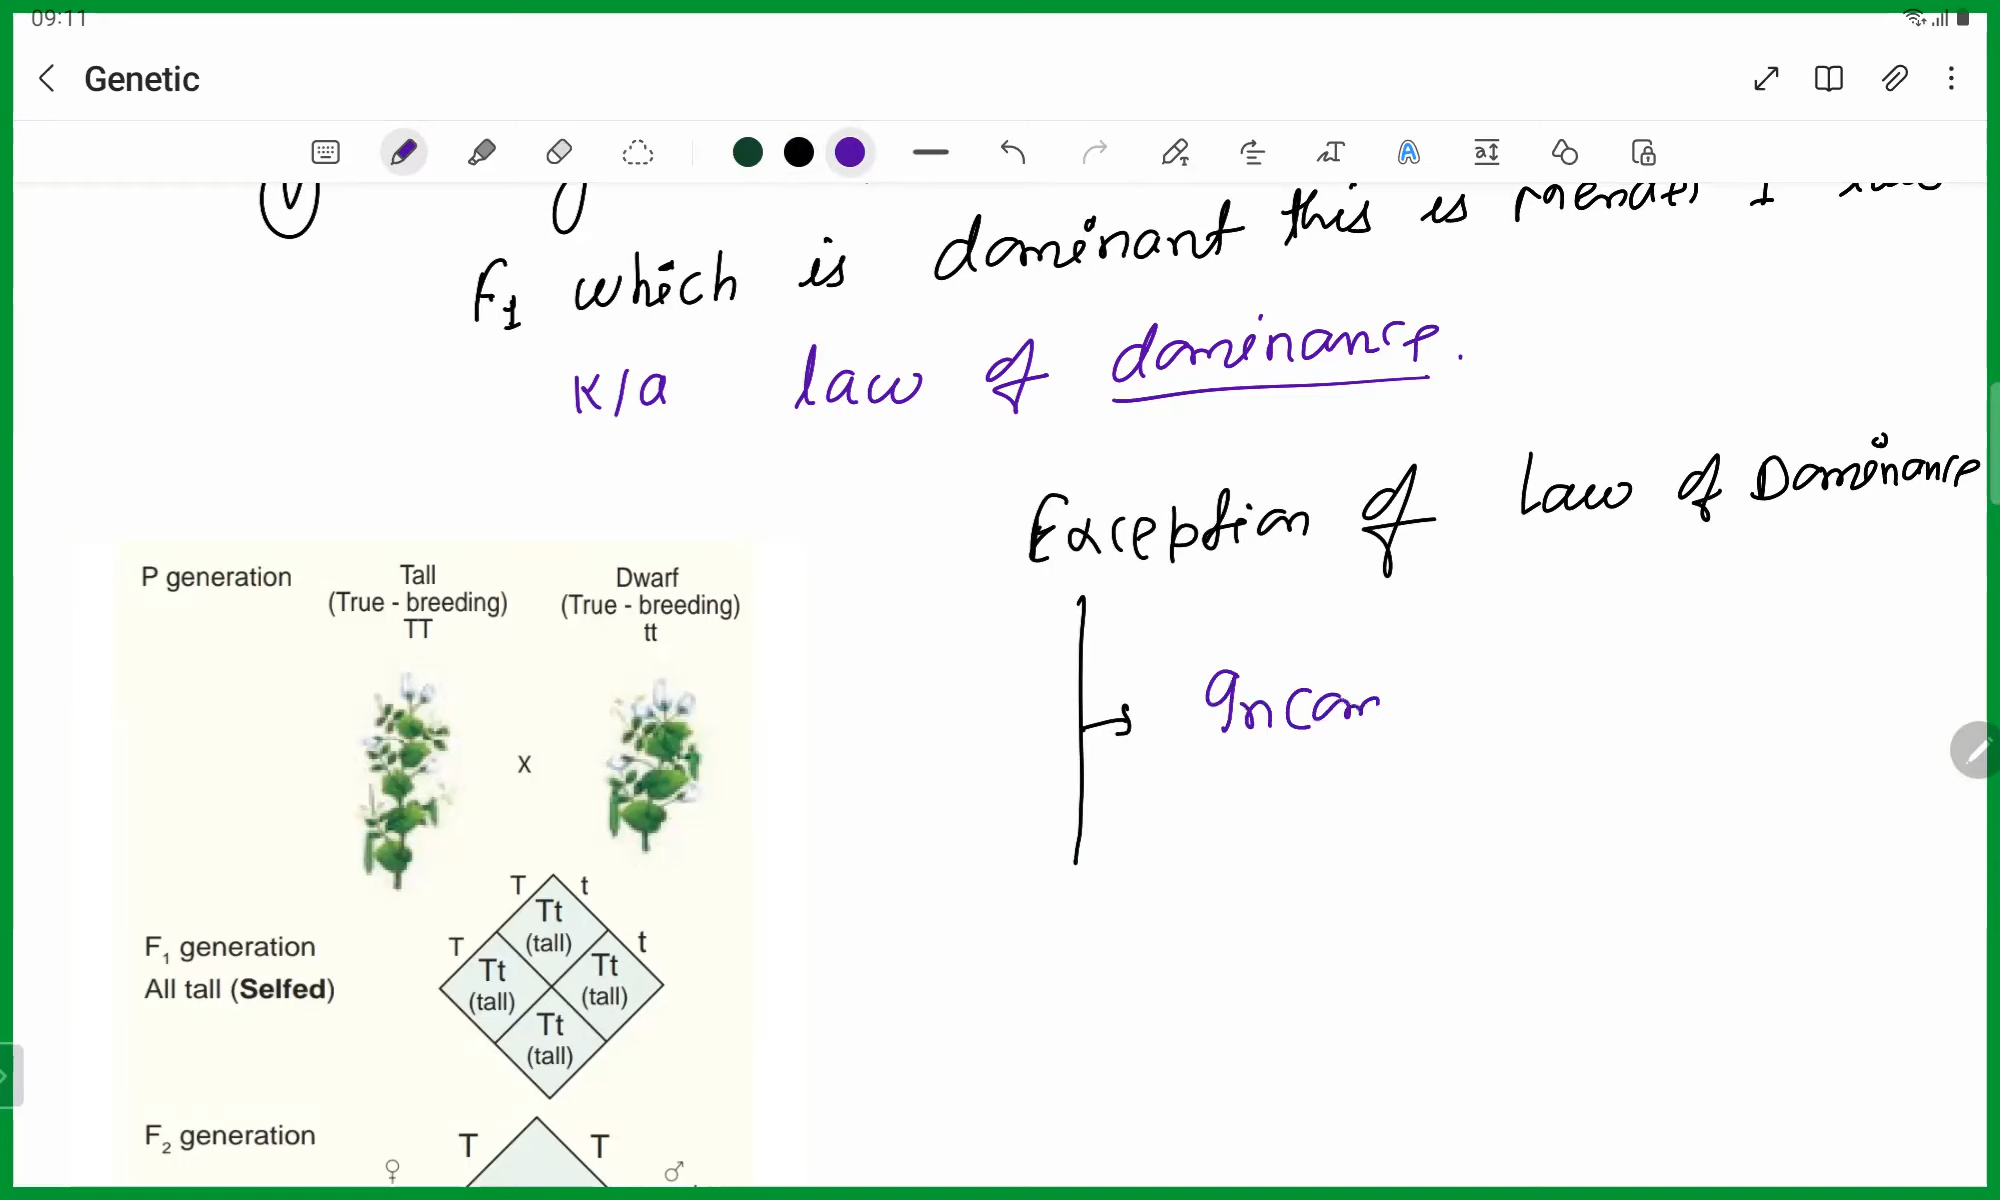 09:11
Genetic
F1 which is dominant this is Mendel I law
K/a law of dominance.
Exception of Law of Dominance
Incom
P generation
Tall
(True - breeding)
TT
Dwarf
(True - breeding)
tt
x
T t
Tt
(tall)
T t
Tt
(tall)
Tt
(tall)
Tt
(tall)
F1 generation
All tall (Selfed)
F2 generation
T T
♀ ♂